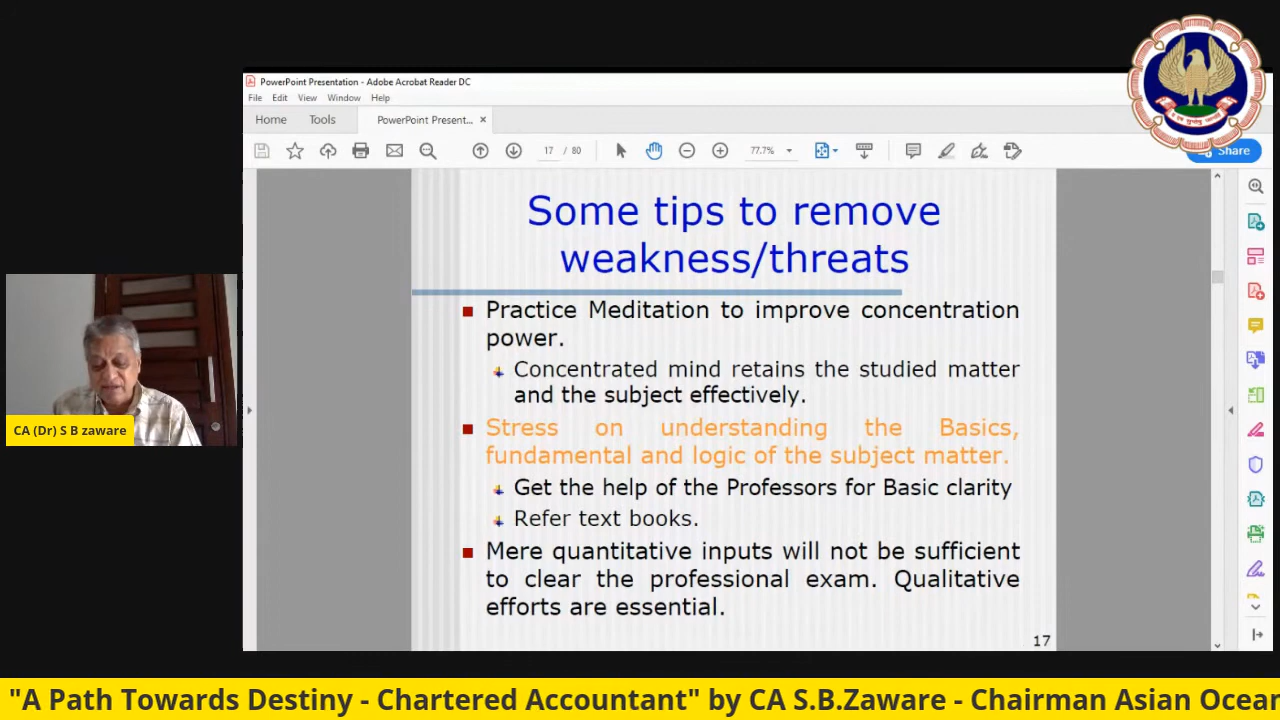 PowerPoint Presentation - Adobe Acrobat Reader DC
File Edit View Window Help
Home Tools PowerPoint Present... ×
17 / 80 77.7% Share
Some tips to remove
weakness/threats
Practice Meditation to improve concentration
power.
Concentrated mind retains the studied matter
and the subject effectively.
Stress on understanding the Basics,
fundamental and logic of the subject matter.
Get the help of the Professors for Basic clarity
Refer text books.
Mere quantitative inputs will not be sufficient
to clear the professional exam. Qualitative
efforts are essential.
17
CA (Dr) S B zaware
"A Path Towards Destiny - Chartered Accountant" by CA S.B.Zaware - Chairman Asian Ocean